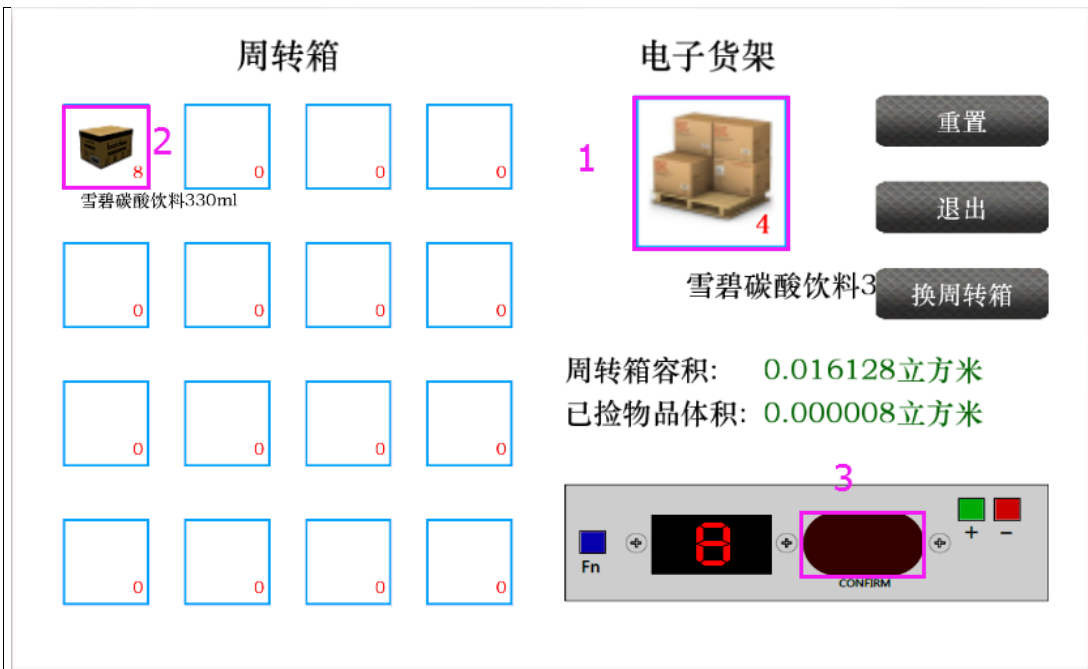 周转箱
电子货架
2
8
0
0
0
雪碧碳酸饮料330ml
1
4
重置
退出
雪碧碳酸饮料3
换周转箱
0
0
0
0
周转箱容积: 0.016128立方米
已捡物品体积: 0.000008立方米
0
0
0
0
3
Fn
8
CONFIRM
+
−
0
0
0
0